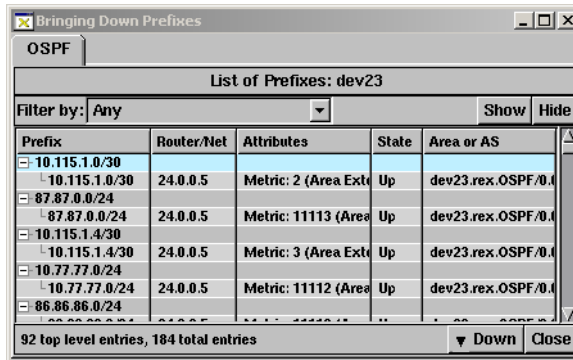 Bringing Down Prefixes
OSPF
List of Prefixes: dev23
Filter by: Any Show Hide
Prefix Router/Net Attributes State Area or AS
10.115.1.0/30
10.115.1.0/30 24.0.0.5 Metric: 2 (Area Exte Up dev23.rex.OSPF/0.0
87.87.0.0/24
87.87.0.0/24 24.0.0.5 Metric: 11113 (Area Up dev23.rex.OSPF/0.0
10.115.1.4/30
10.115.1.4/30 24.0.0.5 Metric: 3 (Area Exte Up dev23.rex.OSPF/0.0
10.77.77.0/24
10.77.77.0/24 24.0.0.5 Metric: 11112 (Area Up dev23.rex.OSPF/0.0
86.86.86.0/24
92 top level entries, 184 total entries Down Close